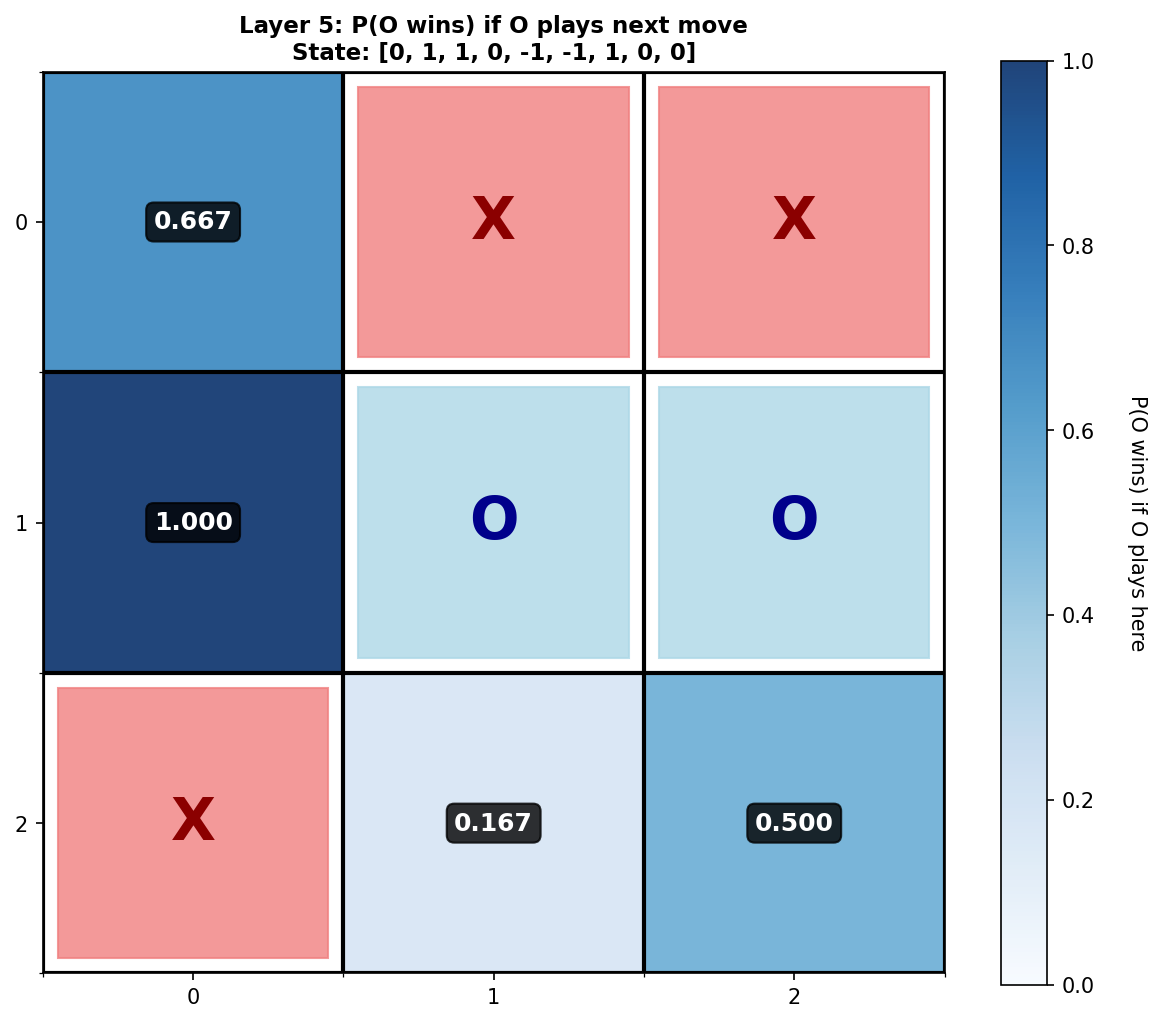 Layer 5: P(O wins) if O plays next move
State: [0, 1, 1, 0, -1, -1, 1, 0, 0]
0
0.667
X
X
1
1.000
O
O
2
X
0.167
0.500
0
1
2
1.0
0.8
0.6
0.4
0.2
0.0
P(O wins) if O plays here